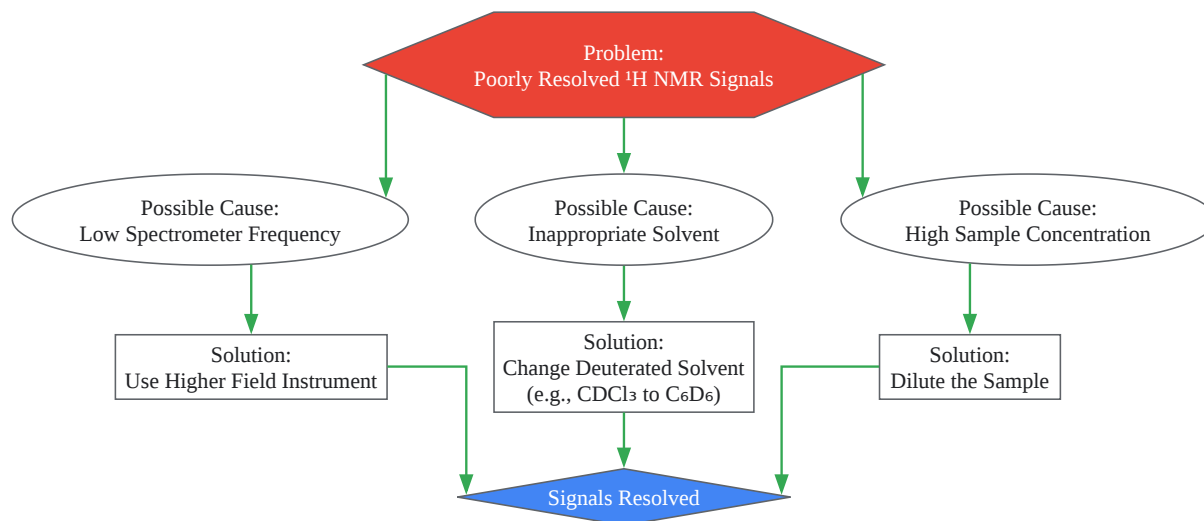 Problem:
Poorly Resolved ¹H NMR Signals
Possible Cause:
Low Spectrometer Frequency
Possible Cause:
Inappropriate Solvent
Possible Cause:
High Sample Concentration
Solution:
Use Higher Field Instrument
Solution:
Change Deuterated Solvent
(e.g., CDCl₃ to C₆D₆)
Solution:
Dilute the Sample
Signals Resolved